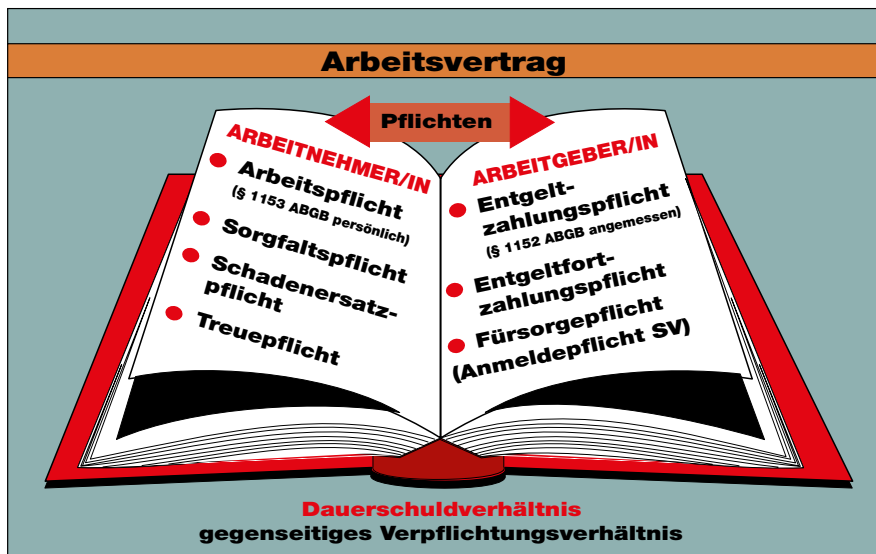 Arbeitsvertrag
Pflichten
ARBEITNEHMER/IN
Arbeitspflicht
(§ 1153 ABGB persönlich)
Sorgfaltspflicht
Schadenersatz-
pflicht
Treuepflicht
ARBEITGEBER/IN
Entgelt-
zahlungspflicht
(§ 1152 ABGB angemessen)
Entgeltfort-
zahlungspflicht
Fürsorgepflicht
(Anmeldepflicht SV)
Dauerschuldverhältnis
gegenseitiges Verpflichtungsverhältnis